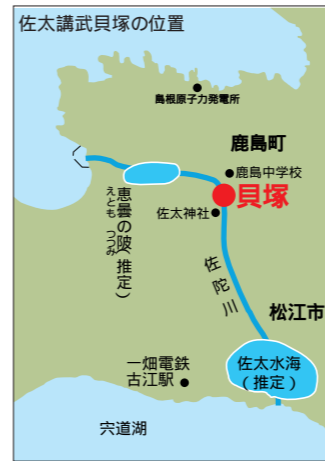 佐太講武貝塚の位置
島根原子力発電所
鹿島町
鹿島中学校
貝塚
佐太神社
恵曇の陂(推定)
えとも つつみ
佐陀川
松江市
佐太水海
(推定)
一畑電鉄
古江駅
宍道湖